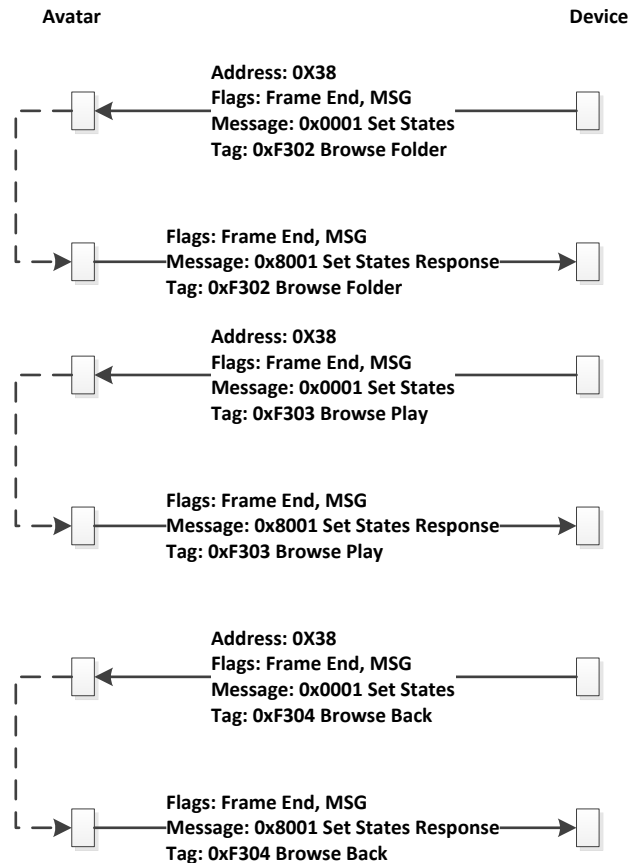 Avatar
Device
Address: 0X38
Flags: Frame End, MSG
Message: 0x0001 Set States
Tag: 0xF302 Browse Folder
Flags: Frame End, MSG
Message: 0x8001 Set States Response
Tag: 0xF302 Browse Folder
Address: 0X38
Flags: Frame End, MSG
Message: 0x0001 Set States
Tag: 0xF303 Browse Play
Flags: Frame End, MSG
Message: 0x8001 Set States Response
Tag: 0xF303 Browse Play
Address: 0X38
Flags: Frame End, MSG
Message: 0x0001 Set States
Tag: 0xF304 Browse Back
Flags: Frame End, MSG
Message: 0x8001 Set States Response
Tag: 0xF304 Browse Back